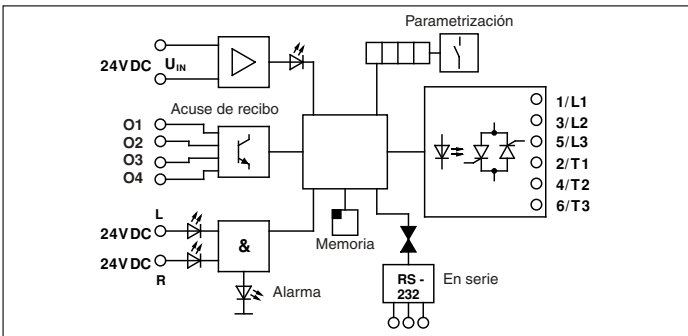 Parametrización
24VDC
U_IN
Acuse de recibo
O1
O2
O3
O4
1/L1
3/L2
5/L3
2/T1
4/T2
6/T3
L
24VDC
24VDC
R
&
Alarma
Memoria
RS -
232
En serie